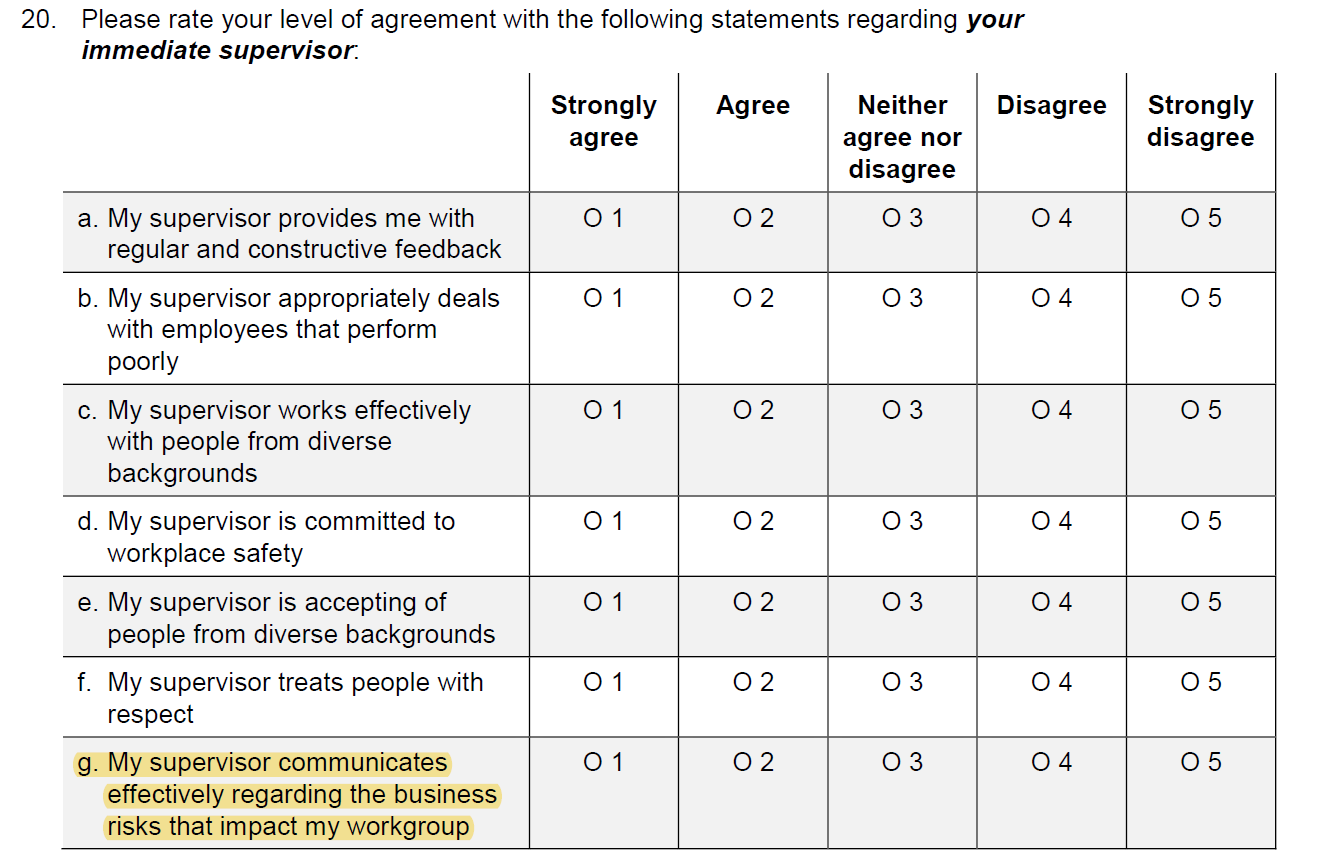 20. Please rate your level of agreement with the following statements regarding your
immediate supervisor:
Strongly agree Agree Neither agree nor disagree Disagree Strongly disagree
a. My supervisor provides me with O 1 O 2 O 3 O 4 O 5
regular and constructive feedback
b. My supervisor appropriately deals O 1 O 2 O 3 O 4 O 5
with employees that perform
poorly
c. My supervisor works effectively O 1 O 2 O 3 O 4 O 5
with people from diverse
backgrounds
d. My supervisor is committed to O 1 O 2 O 3 O 4 O 5
workplace safety
e. My supervisor is accepting of O 1 O 2 O 3 O 4 O 5
people from diverse backgrounds
f. My supervisor treats people with O 1 O 2 O 3 O 4 O 5
respect
g. My supervisor communicates O 1 O 2 O 3 O 4 O 5
effectively regarding the business
risks that impact my workgroup